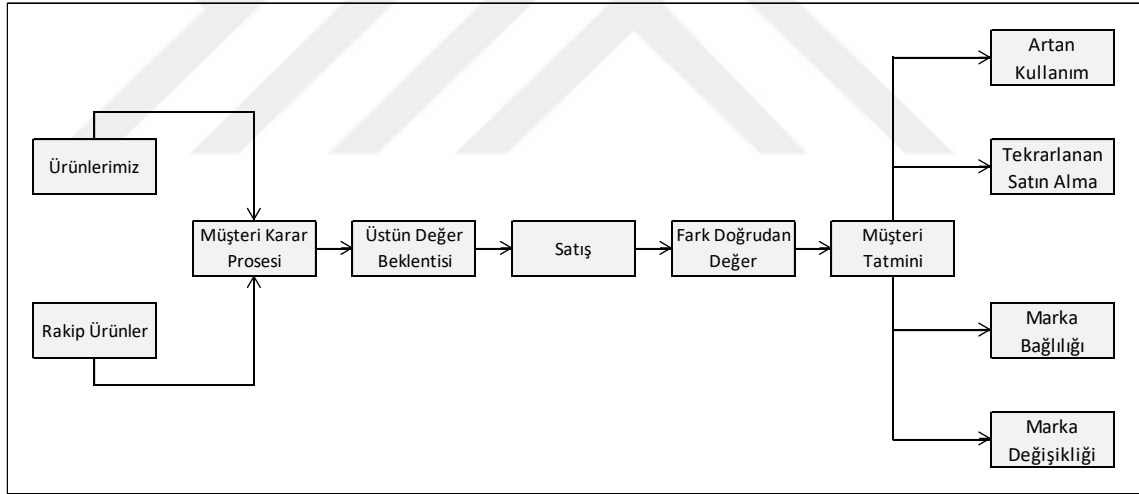 Ürünlerimiz
Rakip Ürünler
Müşteri Karar
Prosesi
Üstün Değer
Beklentisi
Satış
Fark Doğrudan
Değer
Müşteri
Tatmini
Artan
Kullanım
Tekrarlanan
Satın Alma
Marka
Bağlılığı
Marka
Değişikliği